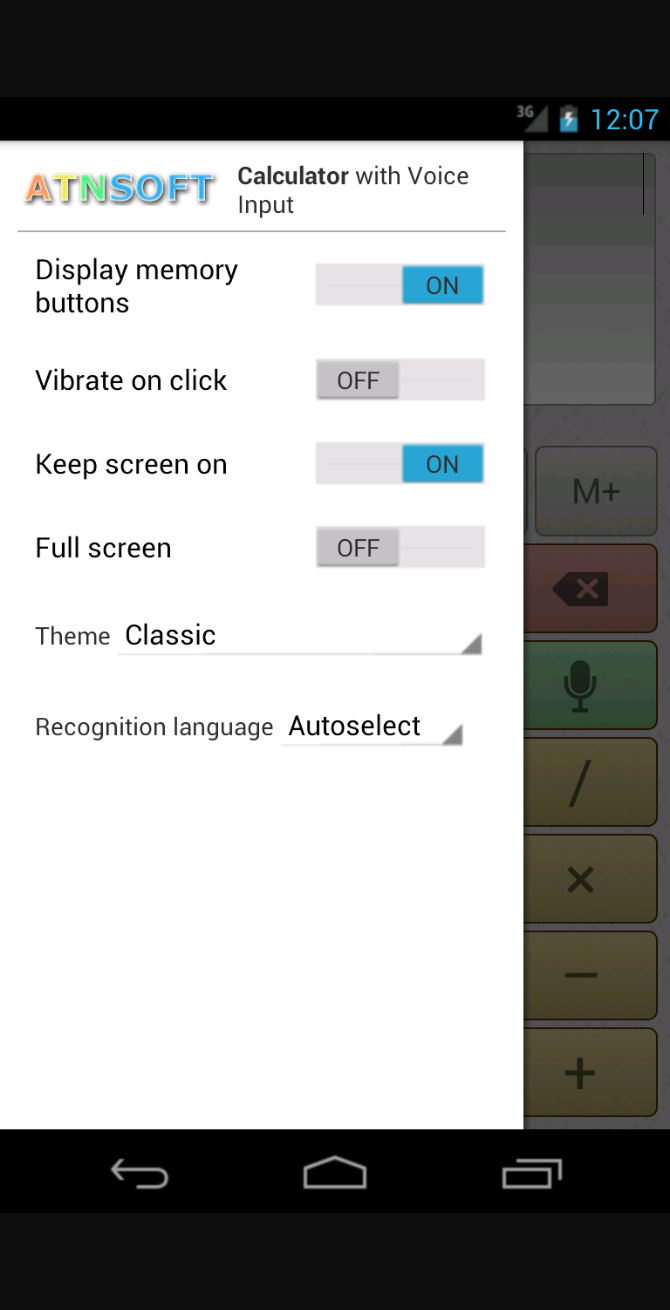 3G 12:07
ATNSOFT
Calculator with Voice
Input
Display memory
buttons
ON
Vibrate on click
OFF
Keep screen on
ON
Full screen
OFF
Theme Classic
Recognition language Autoselect
M+
/
×
−
+